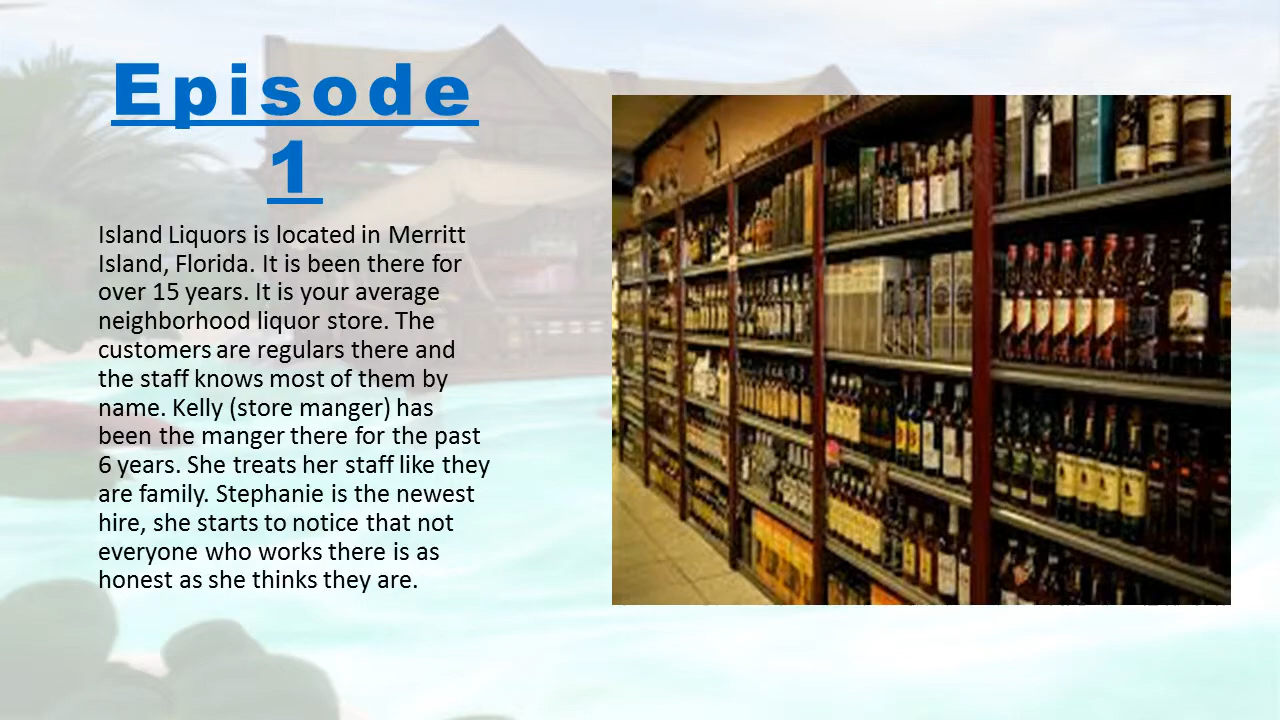 Episode
1
Island Liquors is located in Merritt
Island, Florida. It is been there for
over 15 years. It is your average
neighborhood liquor store. The
customers are regulars there and
the staff knows most of them by
name. Kelly (store manger) has
been the manger there for the past
6 years. She treats her staff like they
are family. Stephanie is the newest
hire, she starts to notice that not
everyone who works there is as
honest as she thinks they are.